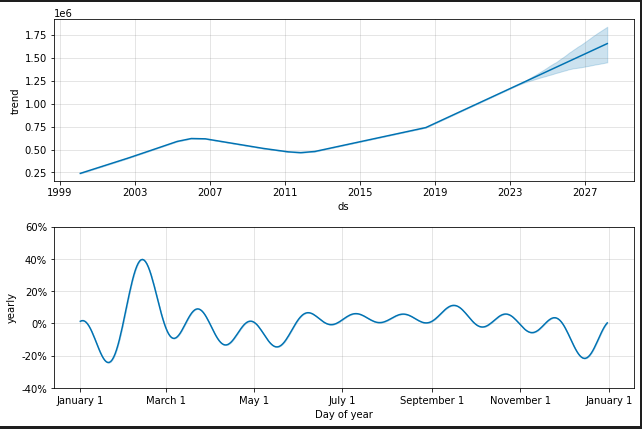 1e6
1.75
1.50
1.25
1.00
0.75
0.50
0.25
trend
1999 2003 2007 2011 2015 2019 2023 2027
ds
60%
40%
20%
0%
-20%
-40%
yearly
January 1 March 1 May 1 July 1 September 1 November 1 January 1
Day of year